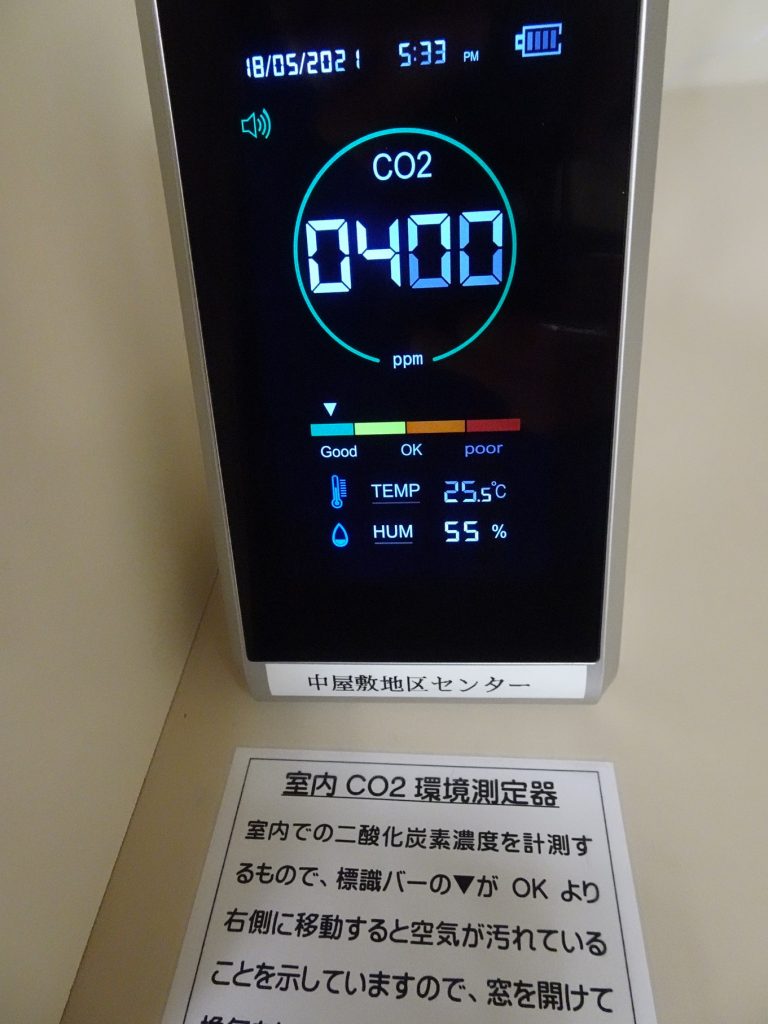 18/05/2021 5:33 PM
CO2
0400
ppm
Good OK poor
TEMP 25.5℃
HUM 55 %
中屋敷地区センター
室内 CO2 環境測定器
室内での二酸化炭素濃度を計測す
るもので、標識バーの▼が OK より
右側に移動すると空気が汚れている
ことを示していますので、窓を開けて